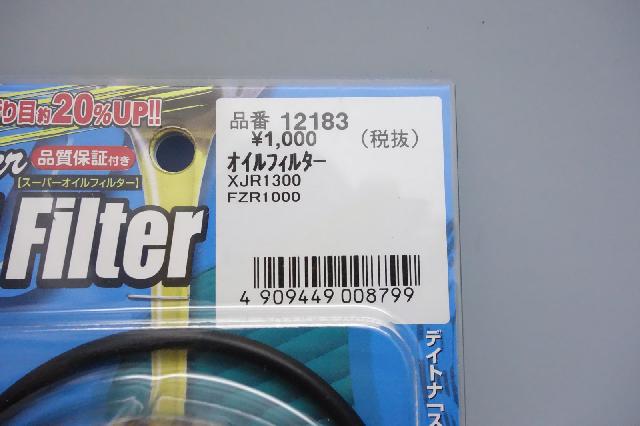 り目約20%UP!!
er 品質保証付き
【スーパーオイルフィルター】
Filter
品番 12183
¥1,000 (税抜)
オイルフィルター
XJR1300
FZR1000
4 909449 008799
デイトナ「ス